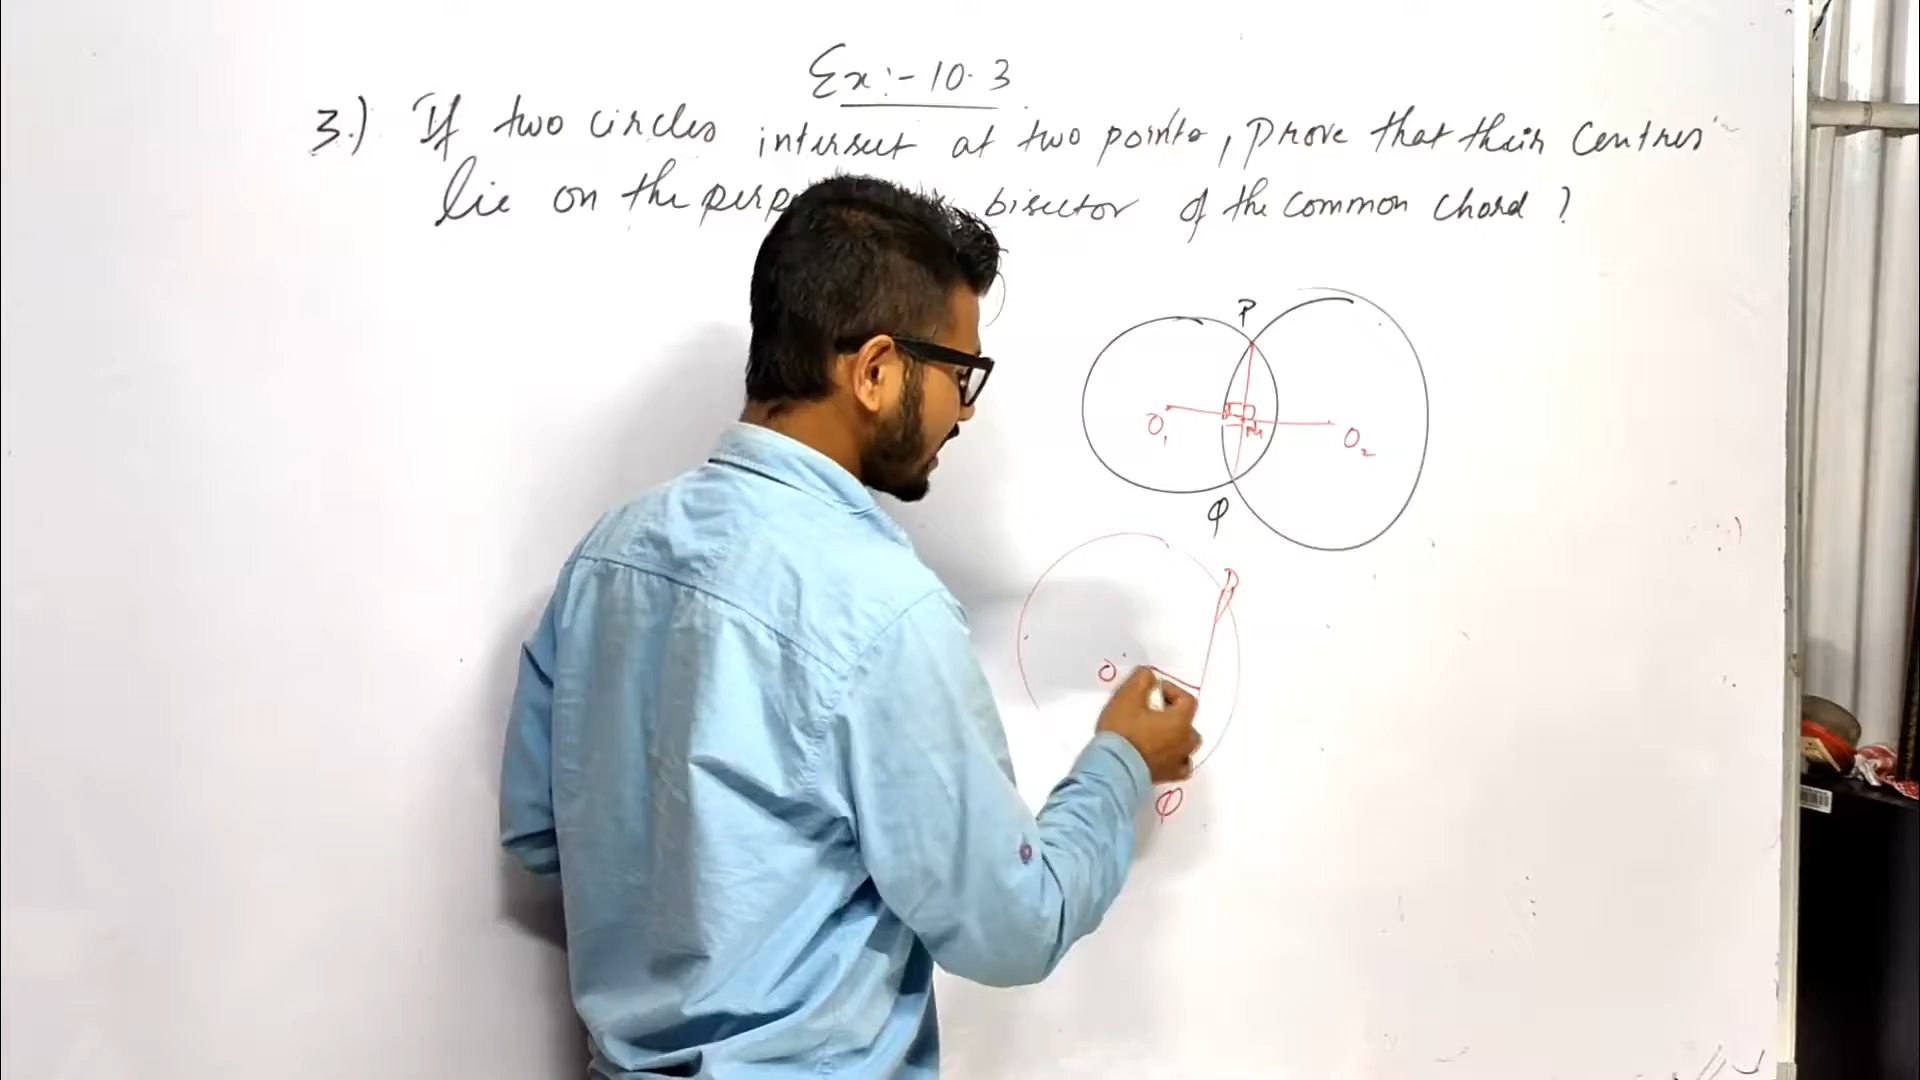 Ex:- 10.3
3.) If two circles intersect at two points, prove that their centres
lie on the perp bisector of the common chord ?
P
O₁ M O₂
Q
P
O
Q